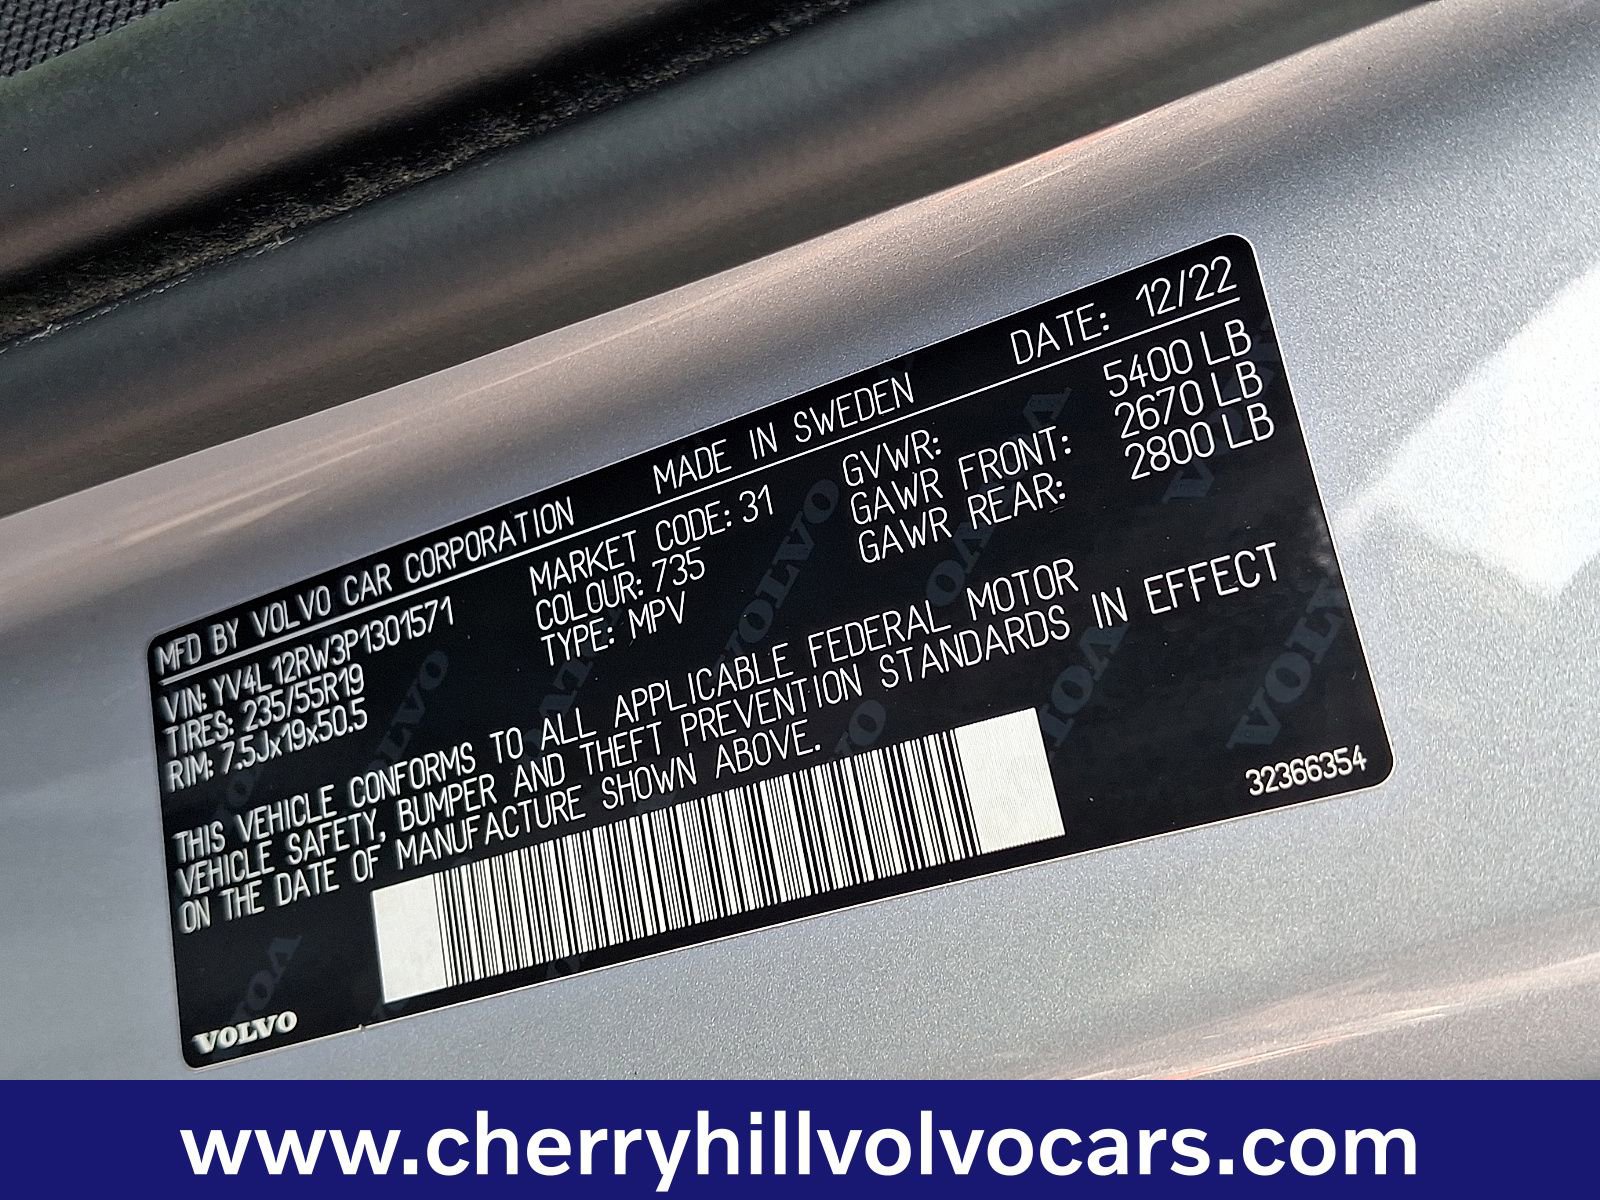 MFD BY VOLVO CAR CORPORATION MADE IN SWEDEN DATE: 12/22
VIN: YV4L12RW3P1301571 MARKET CODE: 31 GVWR: 5400 LB
TIRES: 235/55R19 COLOUR: 735 GAWR FRONT: 2670 LB
RIM: 7.5Jx19x50.5 TYPE: MPV GAWR REAR: 2800 LB
THIS VEHICLE CONFORMS TO ALL APPLICABLE FEDERAL MOTOR
VEHICLE SAFETY, BUMPER AND THEFT PREVENTION STANDARDS IN EFFECT
ON THE DATE OF MANUFACTURE SHOWN ABOVE.
32366354
VOLVO
www.cherryhillvolvocars.com